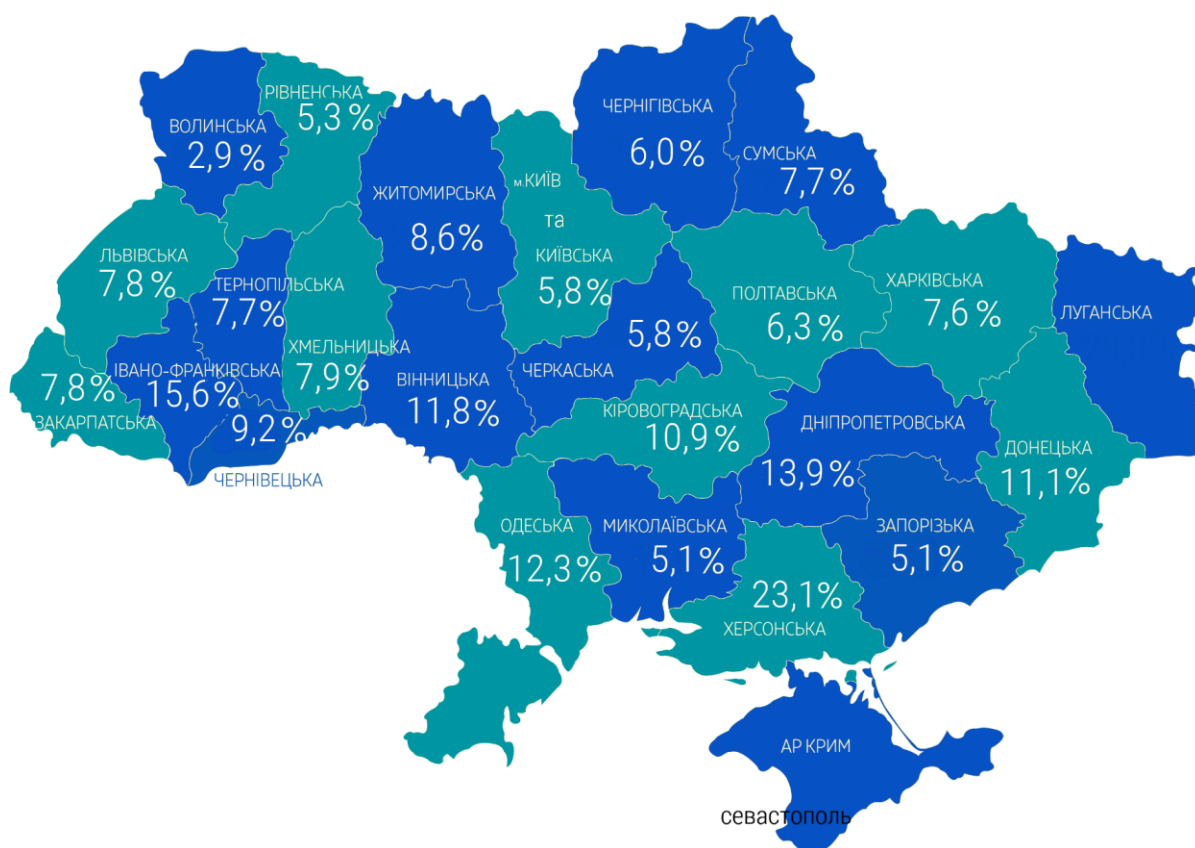 РІВНЕНСЬКА
5,3%
ВОЛИНСЬКА
2,9%
ЧЕРНІГІВСЬКА
6,0%
СУМСЬКА
7,7%
ЖИТОМИРСЬКА
8,6%
м.КИЇВ
та
КИЇВСЬКА
5,8%
ЛЬВІВСЬКА
7,8%
ТЕРНОПІЛЬСЬКА
7,7%
ПОЛТАВСЬКА
6,3%
ХАРКІВСЬКА
7,6%
ЛУГАНСЬКА
ХМЕЛЬНИЦЬКА
7,9%
5,8%
ЧЕРКАСЬКА
ІВАНО-ФРАНКІВСЬКА
15,6%
7,8%
ЗАКАРПАТСЬКА
ВІННИЦЬКА
11,8%
9,2%
ЧЕРНІВЕЦЬКА
КІРОВОГРАДСЬКА
10,9%
ДНІПРОПЕТРОВСЬКА
13,9%
ДОНЕЦЬКА
11,1%
ОДЕСЬКА
12,3%
МИКОЛАЇВСЬКА
5,1%
ЗАПОРІЗЬКА
5,1%
23,1%
ХЕРСОНСЬКА
АР КРИМ
севастополь